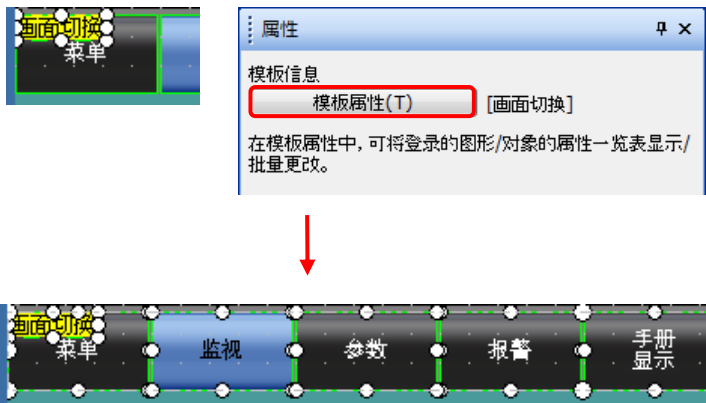 画面切换
菜单
属性
模板信息
模板属性(T) [画面切换]
在模板属性中，可将登录的图形/对象的属性一览表显示/
批量更改。
画面切换
菜单 监视 参数 报警 手册
显示